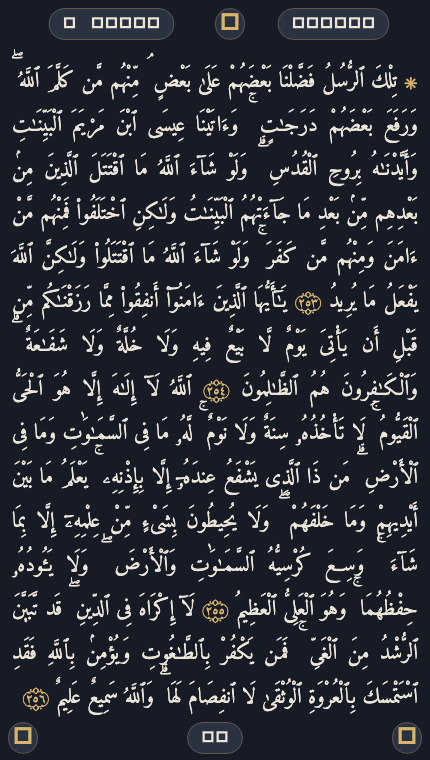 ۞ تِلْكَ ٱلرُّسُلُ فَضَّلْنَا بَعْضَهُمْ عَلَىٰ بَعْضٍۢ ۘ مِّنْهُم مَّن كَلَّمَ ٱللَّهُ ۖ
وَرَفَعَ بَعْضَهُمْ دَرَجَـٰتٍۢ ۚ وَءَاتَيْنَا عِيسَى ٱبْنَ مَرْيَمَ ٱلْبَيِّنَـٰتِ
وَأَيَّدْنَـٰهُ بِرُوحِ ٱلْقُدُسِ ۗ وَلَوْ شَآءَ ٱللَّهُ مَا ٱقْتَتَلَ ٱلَّذِينَ مِنۢ
بَعْدِهِم مِّنۢ بَعْدِ مَا جَآءَتْهُمُ ٱلْبَيِّنَـٰتُ وَلَـٰكِنِ ٱخْتَلَفُوا۟ فَمِنْهُم مَّنْ
ءَامَنَ وَمِنْهُم مَّن كَفَرَ ۚ وَلَوْ شَآءَ ٱللَّهُ مَا ٱقْتَتَلُوا۟ وَلَـٰكِنَّ ٱللَّهَ
يَفْعَلُ مَا يُرِيدُ ٢٥٣ يَـٰٓأَيُّهَا ٱلَّذِينَ ءَامَنُوٓا۟ أَنفِقُوا۟ مِمَّا رَزَقْنَـٰكُم مِّن
قَبْلِ أَن يَأْتِىَ يَوْمٌۭ لَّا بَيْعٌۭ فِيهِ وَلَا خُلَّةٌۭ وَلَا شَفَـٰعَةٌۭ ۗ
وَٱلْكَـٰفِرُونَ هُمُ ٱلظَّـٰلِمُونَ ٢٥٤ ٱللَّهُ لَآ إِلَـٰهَ إِلَّا هُوَ ٱلْحَىُّ
ٱلْقَيُّومُ ۚ لَا تَأْخُذُهُۥ سِنَةٌۭ وَلَا نَوْمٌۭ ۚ لَّهُۥ مَا فِى ٱلسَّمَـٰوَٰتِ وَمَا فِى
ٱلْأَرْضِ ۗ مَن ذَا ٱلَّذِى يَشْفَعُ عِندَهُۥٓ إِلَّا بِإِذْنِهِۦ ۚ يَعْلَمُ مَا بَيْنَ
أَيْدِيهِمْ وَمَا خَلْفَهُمْ ۖ وَلَا يُحِيطُونَ بِشَىْءٍۢ مِّنْ عِلْمِهِۦٓ إِلَّا بِمَا
شَآءَ ۚ وَسِعَ كُرْسِيُّهُ ٱلسَّمَـٰوَٰتِ وَٱلْأَرْضَ ۖ وَلَا يَـُٔودُهُۥ
حِفْظُهُمَا ۚ وَهُوَ ٱلْعَلِىُّ ٱلْعَظِيمُ ٢٥٥ لَآ إِكْرَاهَ فِى ٱلدِّينِ ۖ قَد تَّبَيَّنَ
ٱلرُّشْدُ مِنَ ٱلْغَىِّ ۚ فَمَن يَكْفُرْ بِٱلطَّـٰغُوتِ وَيُؤْمِنۢ بِٱللَّهِ فَقَدِ
ٱسْتَمْسَكَ بِٱلْعُرْوَةِ ٱلْوُثْقَىٰ لَا ٱنفِصَامَ لَهَا ۗ وَٱللَّهُ سَمِيعٌ عَلِيمٌ ٢٥٦